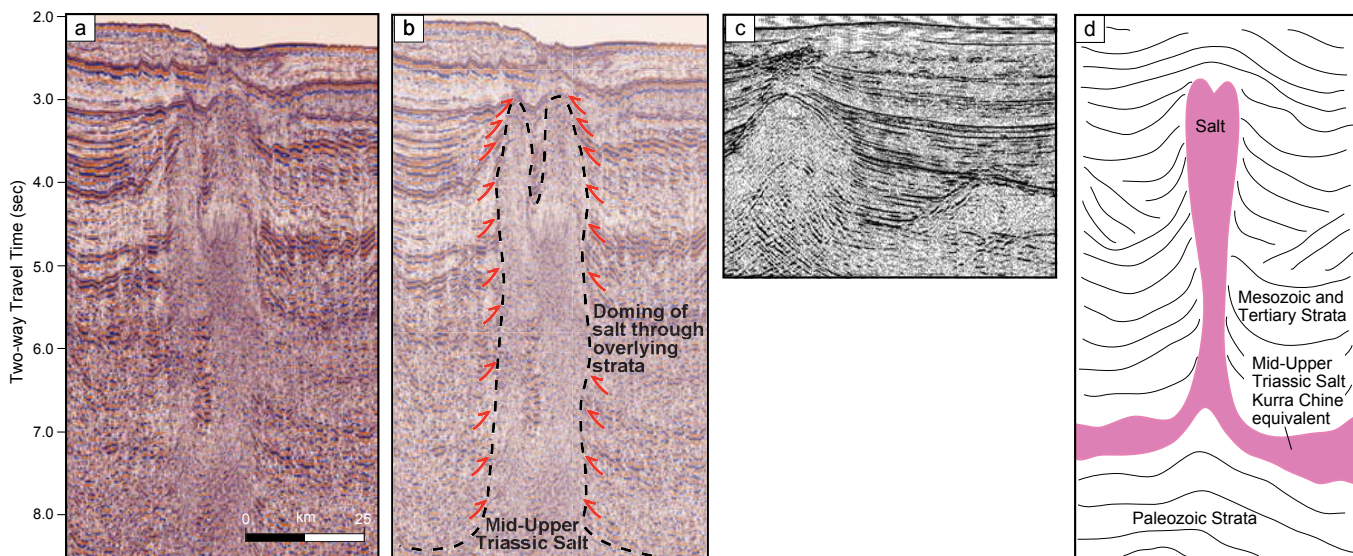 a
b
c
d
Two-way Travel Time (sec)
2.0
3.0
4.0
5.0
6.0
7.0
8.0
0 km 25
Doming of
salt through
overlying
strata
Mid-Upper
Triassic Salt
Salt
Mesozoic and
Tertiary Strata
Mid-Upper
Triassic Salt
Kurra Chine
equivalent
Paleozoic Strata